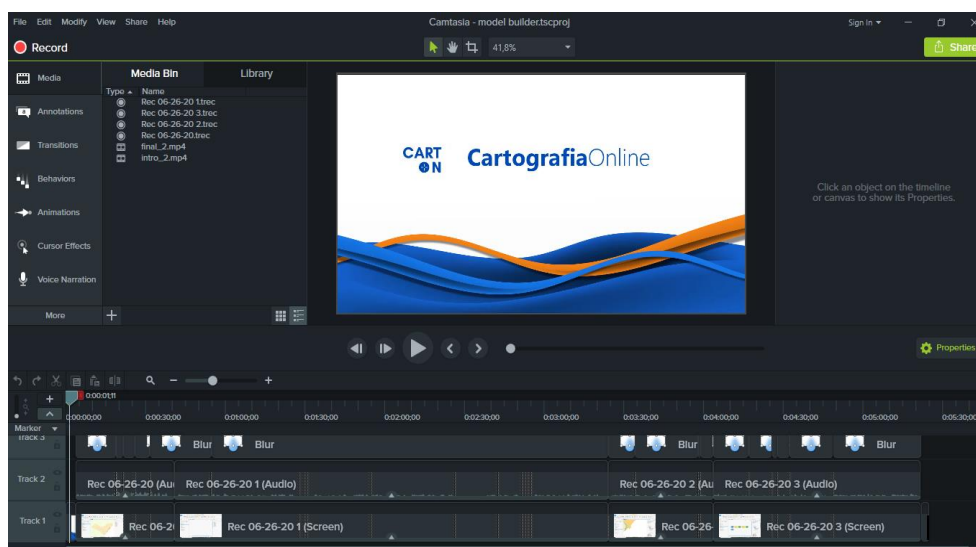 File Edit Modify View Share Help Camtasia - model builder.tscproj Sign In
Record 41,8% Share
Media
Annotations
Transitions
Behaviors
Animations
Cursor Effects
Voice Narration
More
Media Bin Library
Type Name
Rec 06-26-20 1.trec
Rec 06-26-20 3.trec
Rec 06-26-20 2.trec
Rec 06-26-20.trec
final_2.mp4
intro_2.mp4
CART
ON
CartografiaOnline
Click an object on the timeline
or canvas to show its Properties.
Properties
0:00:01;11
0:00:00;00 0:00:30;00 0:01:00;00 0:01:30;00 0:02:00;00 0:02:30;00 0:03:00;00 0:03:30;00 0:04:00;00 0:04:30;00 0:05:00;00 0:05:30;00
Marker
Track 3 Blur Blur Blur Blur
Track 2 Rec 06-26-20 (Au Rec 06-26-20 1 (Audio) Rec 06-26-20 2 (Au Rec 06-26-20 3 (Audio)
Track 1 Rec 06-2 Rec 06-26-20 1 (Screen) Rec 06-26- Rec 06-26-20 3 (Screen)